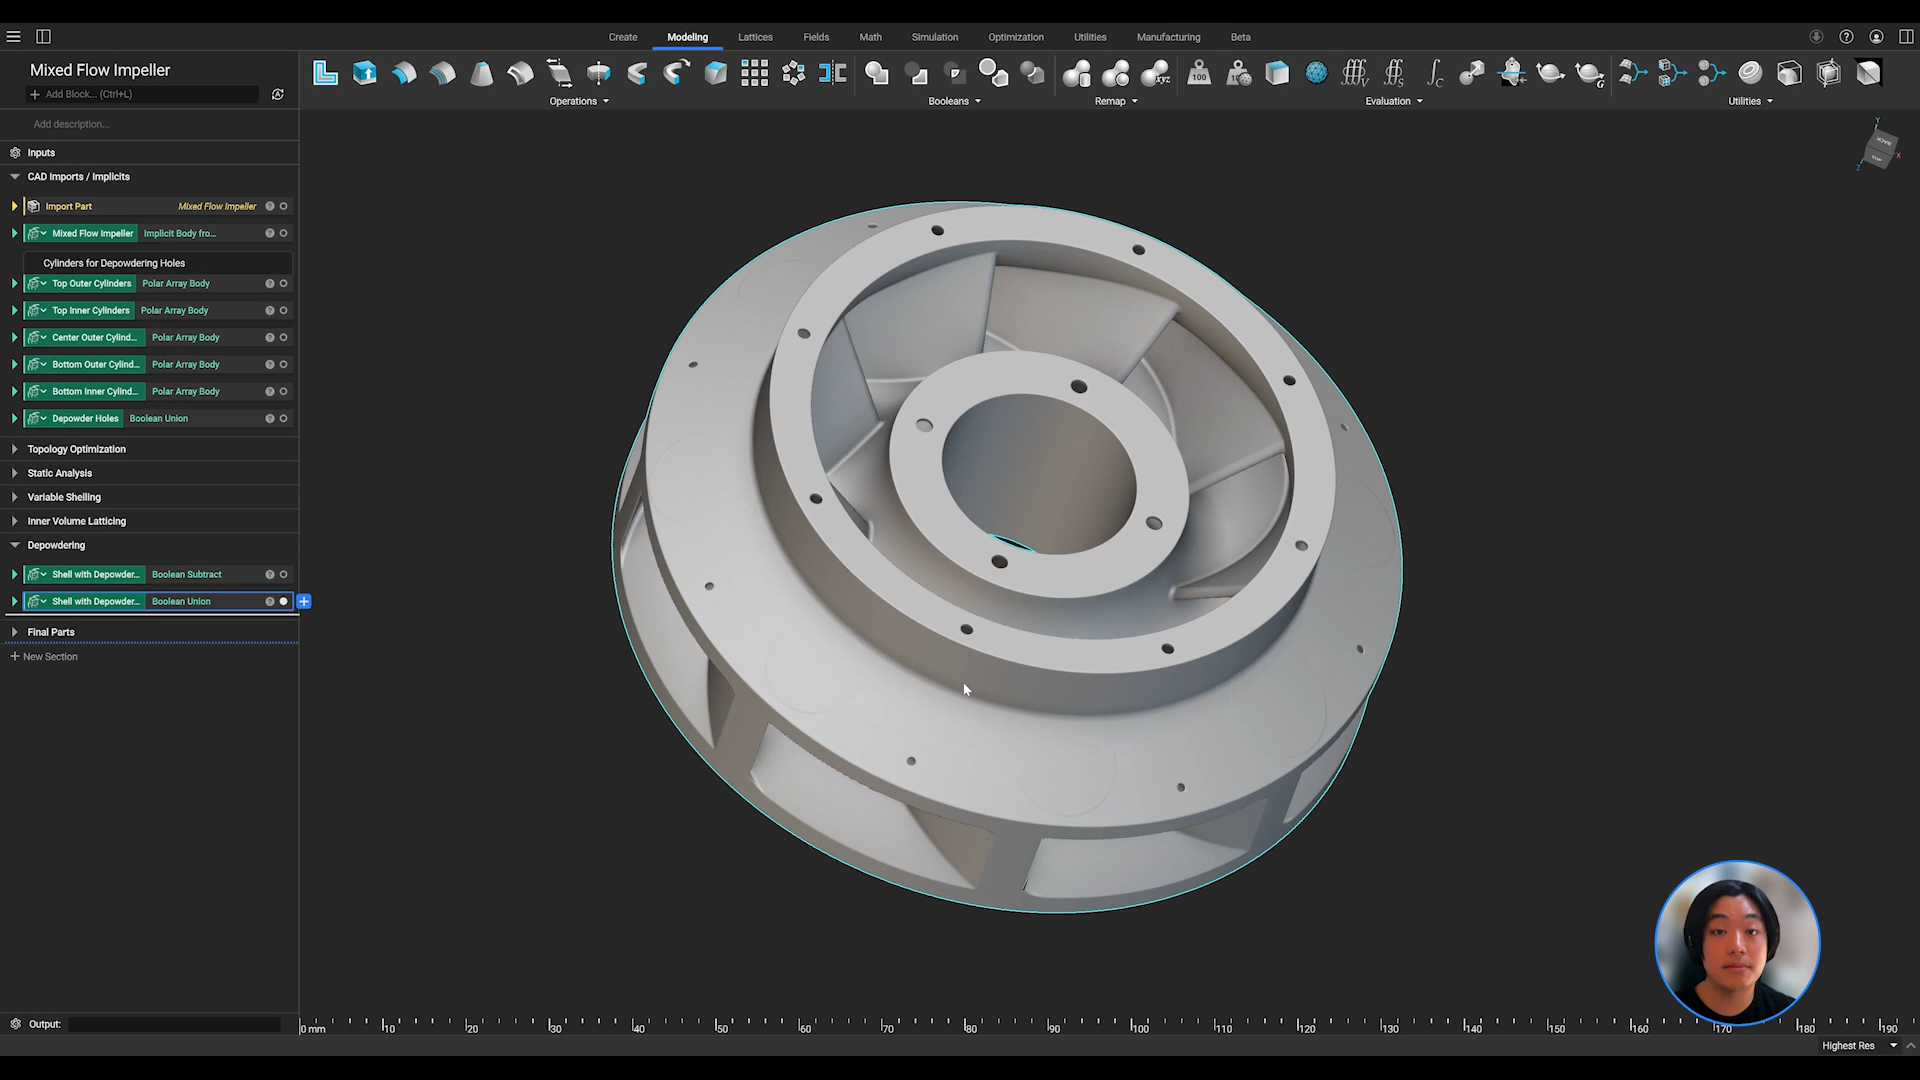 Create
Modeling
Lattices
Fields
Math
Simulation
Optimization
Utilities
Manufacturing
Beta
Mixed Flow Impeller
Add Block... (Ctrl+L)
Add description...
Operations
Booleans
Remap
Evaluation
Utilities
100
xyz
V
S
C
G
Inputs
CAD Imports / Implicits
Import Part Mixed Flow Impeller
Mixed Flow Impeller Implicit Body fro...
Cylinders for Depowdering Holes
Top Outer Cylinders Polar Array Body
Top Inner Cylinders Polar Array Body
Center Outer Cylind... Polar Array Body
Bottom Outer Cylind... Polar Array Body
Bottom Inner Cylind... Polar Array Body
Depowder Holes Boolean Union
Topology Optimization
Static Analysis
Variable Shelling
Inner Volume Latticing
Depowdering
Shell with Depowder... Boolean Subtract
Shell with Depowder... Boolean Union
Final Parts
New Section
Y
BACK
X
Z
Output:
0 mm 10 20 30 40 50 60 70 80 90 100 110 120 130 140 150 160 170 180 190
Highest Res